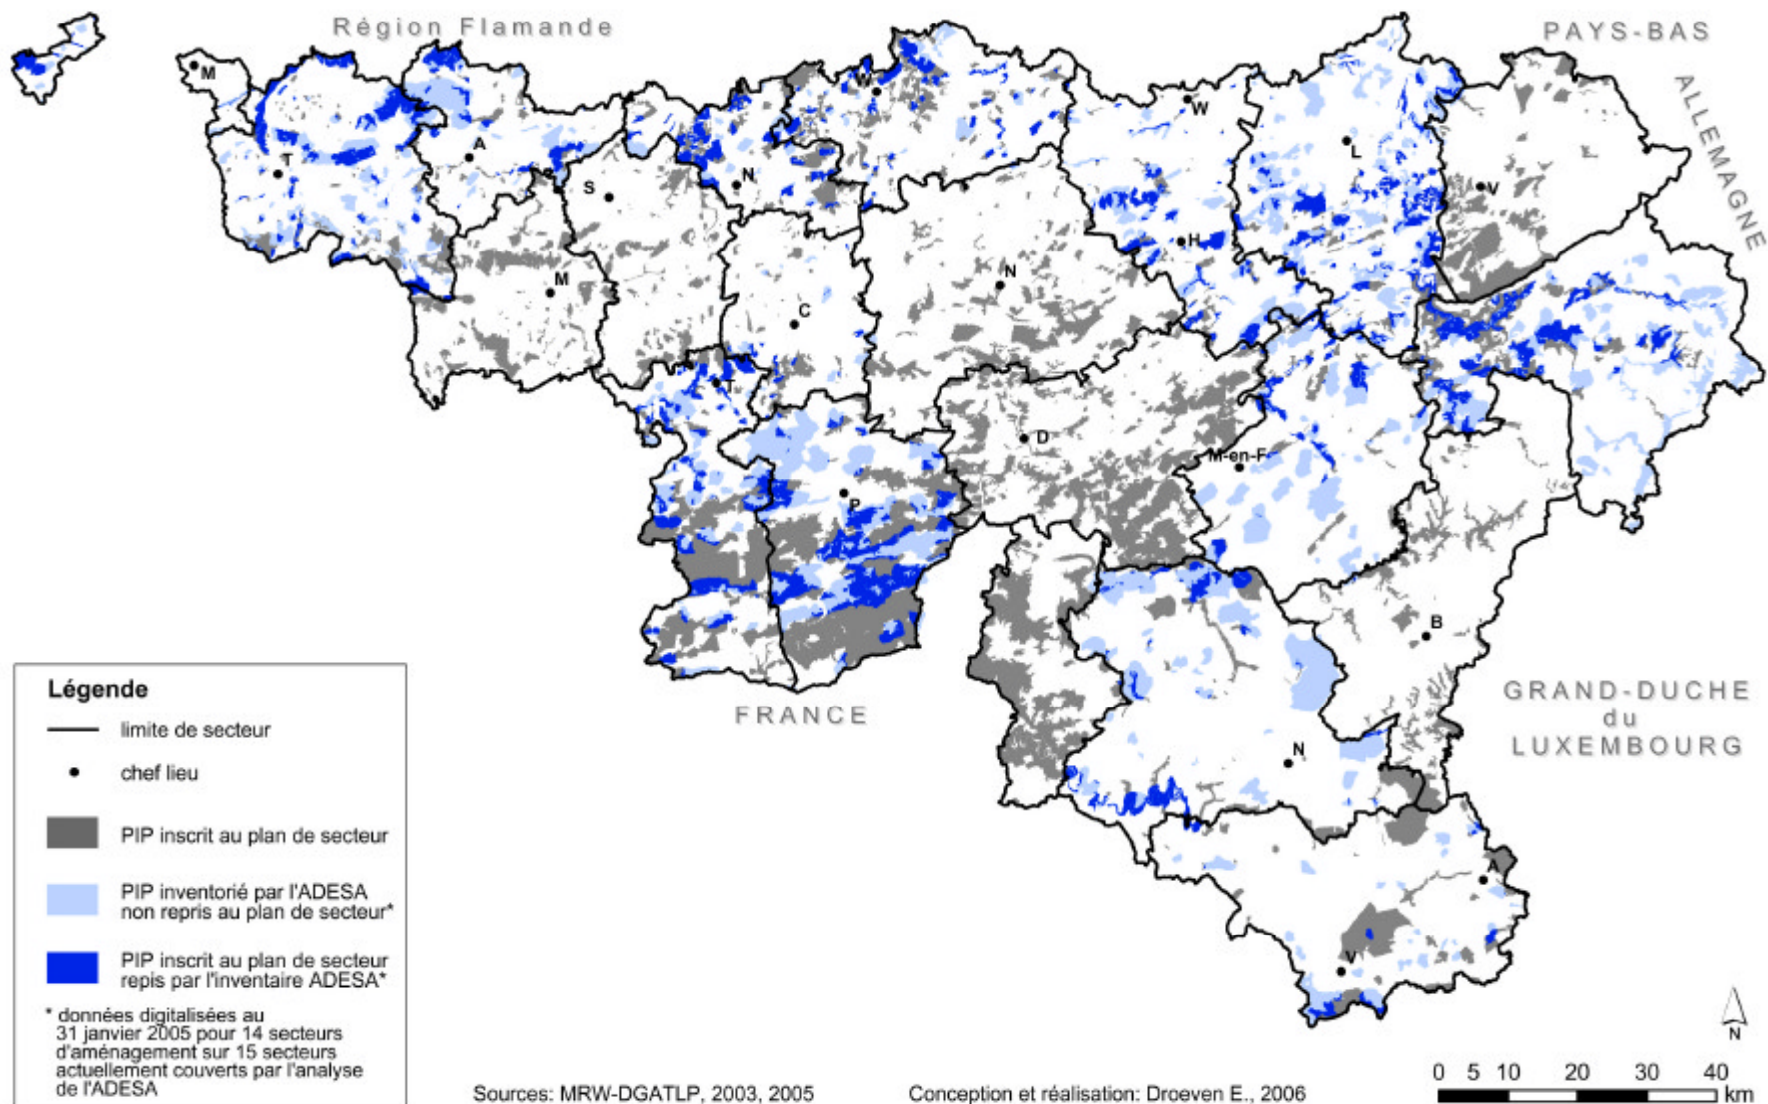 Région Flamande
PAYS-BAS
ALLEMAGNE
M
W
W
L
T
A
S
N
V
H
M
C
N
T
D
M-en-F
P
B
FRANCE
GRAND-DUCHE
du
LUXEMBOURG
N
A
V
Légende
limite de secteur
chef lieu
PIP inscrit au plan de secteur
PIP inventorié par l'ADESA
non repris au plan de secteur*
PIP inscrit au plan de secteur
repis par l'inventaire ADESA*
* données digitalisées au
31 janvier 2005 pour 14 secteurs
d'aménagement sur 15 secteurs
actuellement couverts par l'analyse
de l'ADESA
Sources: MRW-DGATLP, 2003, 2005
Conception et réalisation: Droeven E., 2006
N
0 5 10 20 30 40
km